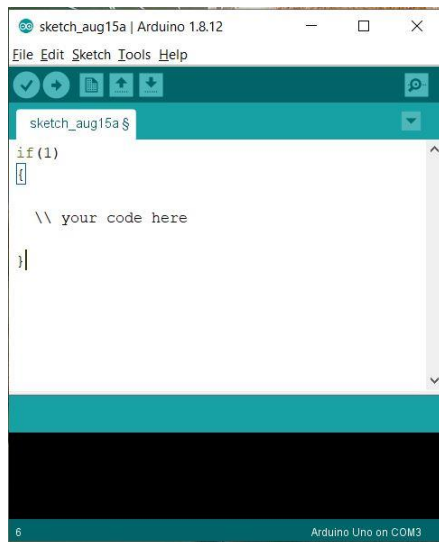 sketch_aug15a | Arduino 1.8.12
File Edit Sketch Tools Help
sketch_aug15a §
if(1)
{
\\ your code here
}
6
Arduino Uno on COM3